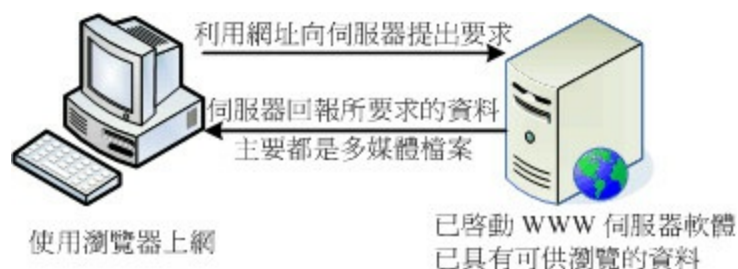 利用網址向伺服器提出要求
伺服器回報所要求的資料
主要都是多媒體檔案
使用瀏覽器上網
已啓動 WWW 伺服器軟體
已具有可供瀏覽的資料